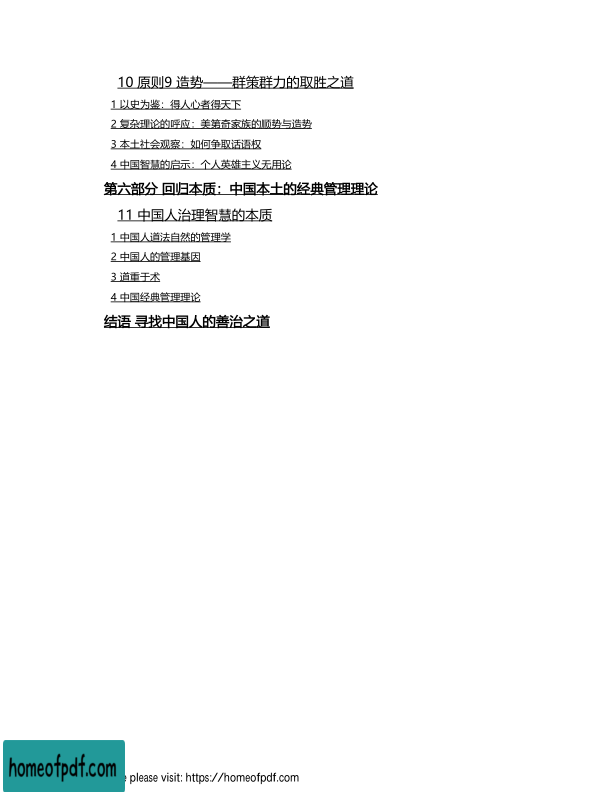 10 原则9 造势——群策群力的取胜之道
1 以史为鉴：得人心者得天下
2 复杂理论的呼应：美第奇家族的顺势与造势
3 本土社会观察：如何争取话语权
4 中国智慧的启示：个人英雄主义无用论
第六部分 回归本质：中国本土的经典管理理论
11 中国人治理智慧的本质
1 中国人道法自然的管理学
2 中国人的管理基因
3 道重于术
4 中国经典管理理论
结语 寻找中国人的善治之道
homeofpdf.com
please visit: https://homeofpdf.com